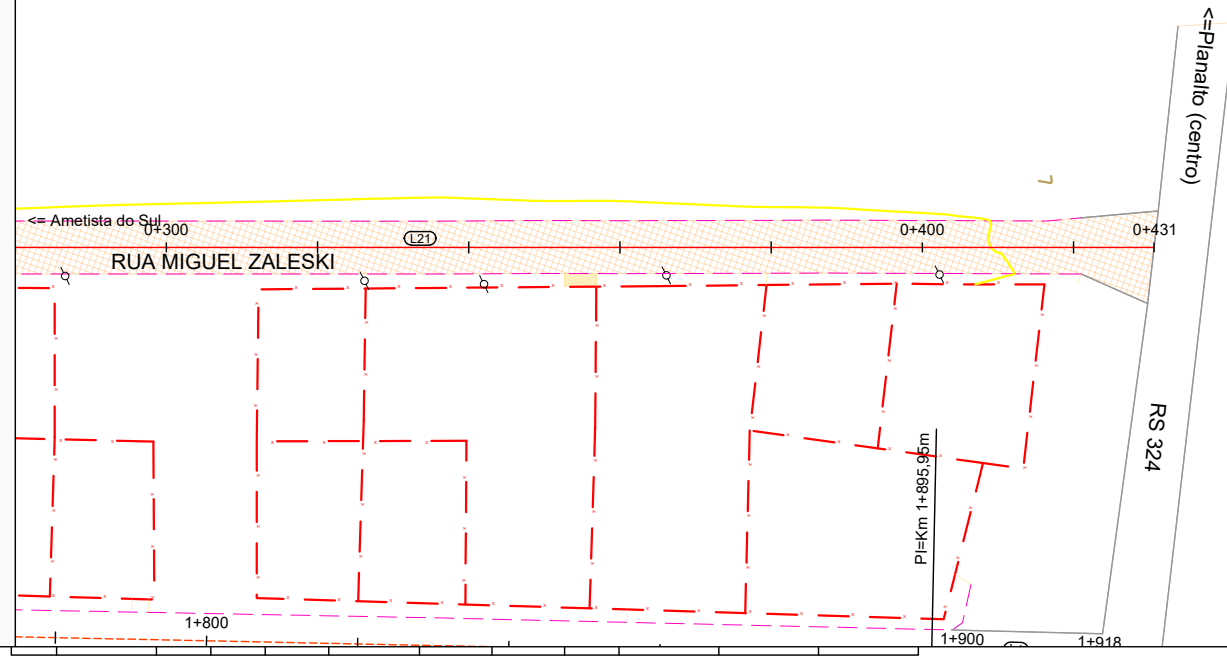 <=Planalto (centro)
<= Ametista do Sul
0+300
L21
0+400
0+431
RUA MIGUEL ZALESKI
RS 324
PI=Km 1+895,95m
1+800
1+900
1+918